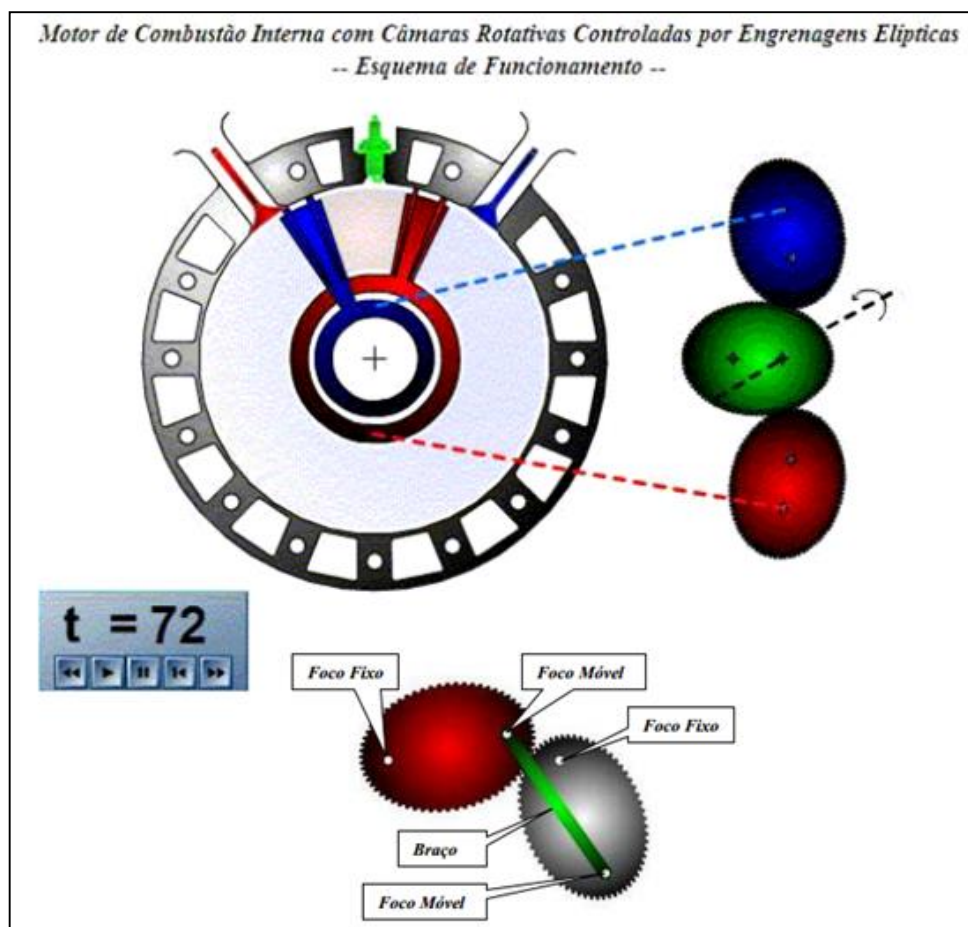 Motor de Combustão Interna com Câmaras Rotativas Controladas por Engrenagens Elípticas
-- Esquema de Funcionamento --
t = 72
Foco Fixo
Foco Móvel
Foco Fixo
Braço
Foco Móvel